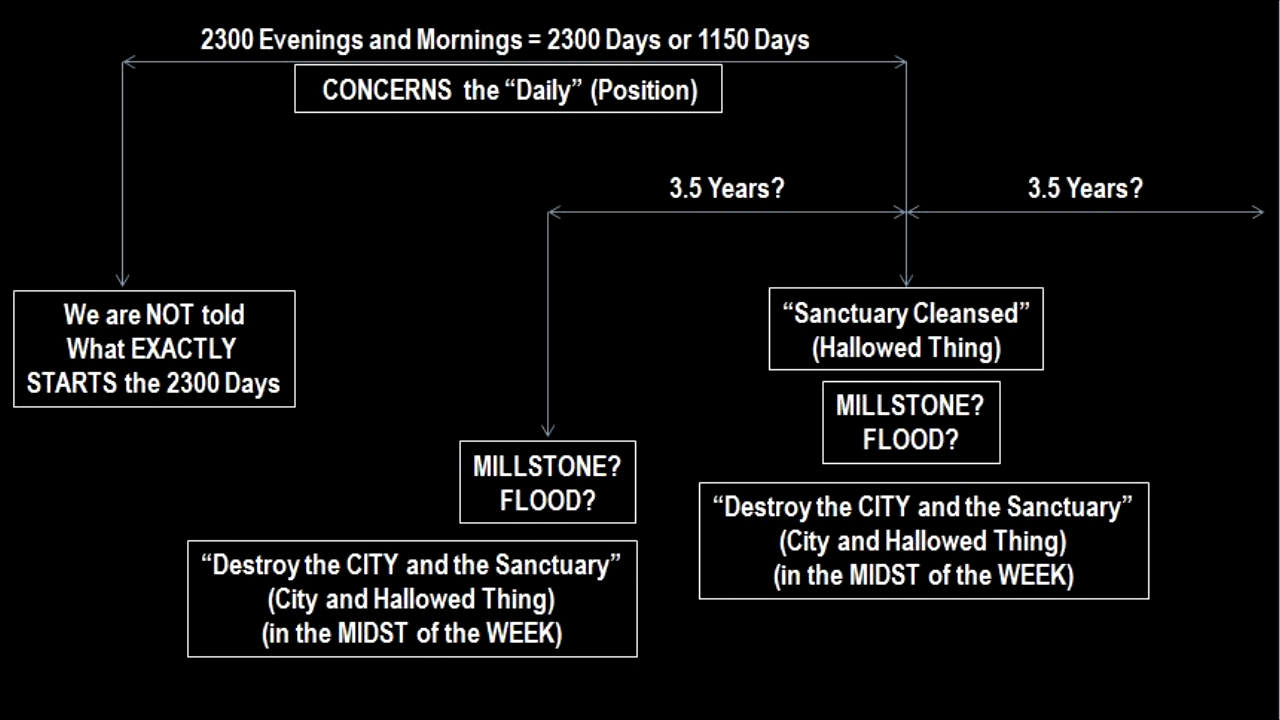 2300 Evenings and Mornings = 2300 Days or 1150 Days
CONCERNS the “Daily” (Position)
3.5 Years?
3.5 Years?
We are NOT told
What EXACTLY
STARTS the 2300 Days
“Sanctuary Cleansed”
(Hallowed Thing)
MILLSTONE?
FLOOD?
MILLSTONE?
FLOOD?
“Destroy the CITY and the Sanctuary”
(City and Hallowed Thing)
(in the MIDST of the WEEK)
“Destroy the CITY and the Sanctuary”
(City and Hallowed Thing)
(in the MIDST of the WEEK)